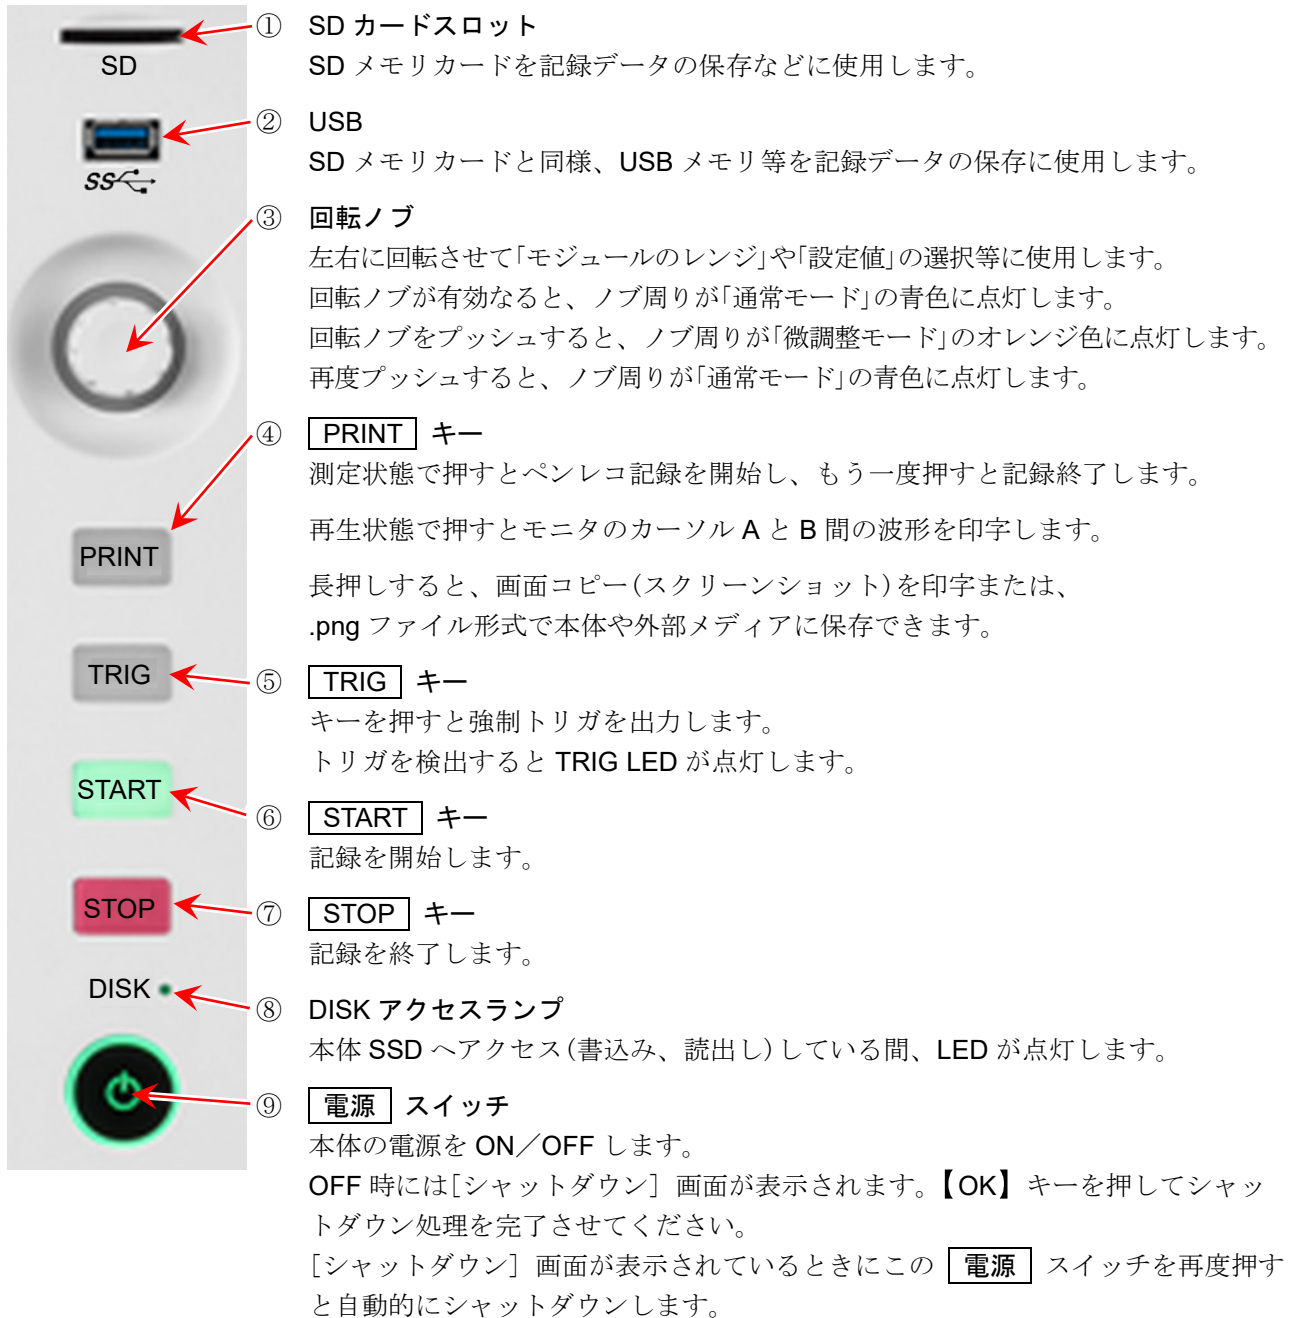 ① SD カードスロット
SD
SD メモリカードを記録データの保存などに使用します。
② USB
SD メモリカードと同様、USB メモリ等を記録データの保存に使用します。
SS
③ 回転ノブ
左右に回転させて「モジュールのレンジ」や「設定値」の選択等に使用します。
回転ノブが有効なると、ノブ周りが「通常モード」の青色に点灯します。
回転ノブをプッシュすると、ノブ周りが「微調整モード」のオレンジ色に点灯します。
再度プッシュすると、ノブ周りが「通常モード」の青色に点灯します。
④ PRINT キー
測定状態で押すとペンレコ記録を開始し、もう一度押すと記録終了します。
再生状態で押すとモニタのカーソル A と B 間の波形を印字します。
PRINT
長押しすると、画面コピー(スクリーンショット)を印字または、
.png ファイル形式で本体や外部メディアに保存できます。
TRIG
⑤ TRIG キー
キーを押すと強制トリガを出力します。
トリガを検出すると TRIG LED が点灯します。
START
⑥ START キー
記録を開始します。
STOP
⑦ STOP キー
記録を終了します。
DISK
⑧ DISK アクセスランプ
本体 SSD へアクセス(書込み、読出し)している間、LED が点灯します。
⑨ 電源 スイッチ
本体の電源を ON／OFF します。
OFF 時には[シャットダウン] 画面が表示されます。【OK】キーを押してシャッ
トダウン処理を完了させてください。
[シャットダウン] 画面が表示されているときにこの 電源 スイッチを再度押す
と自動的にシャットダウンします。